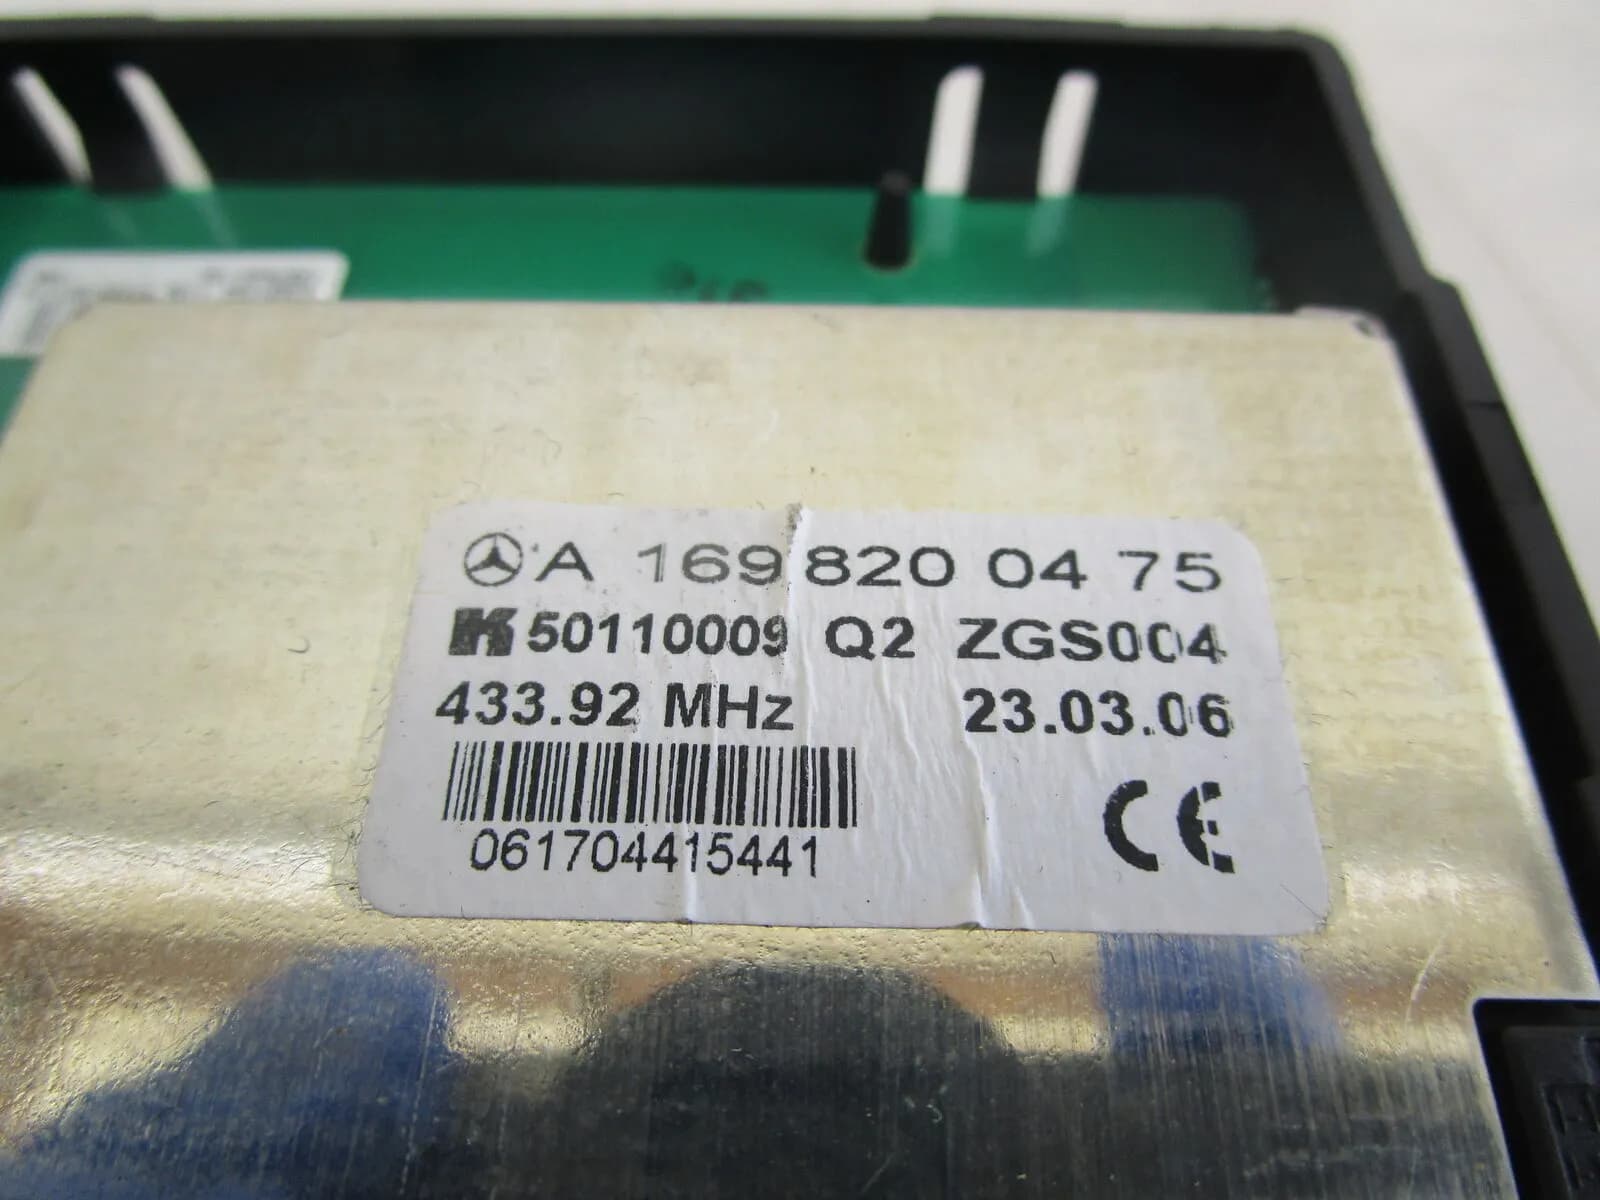 A 169 820 04 75
K 50110009 Q2 ZGS004
433.92 MHz 23.03.06
061704415441
CE